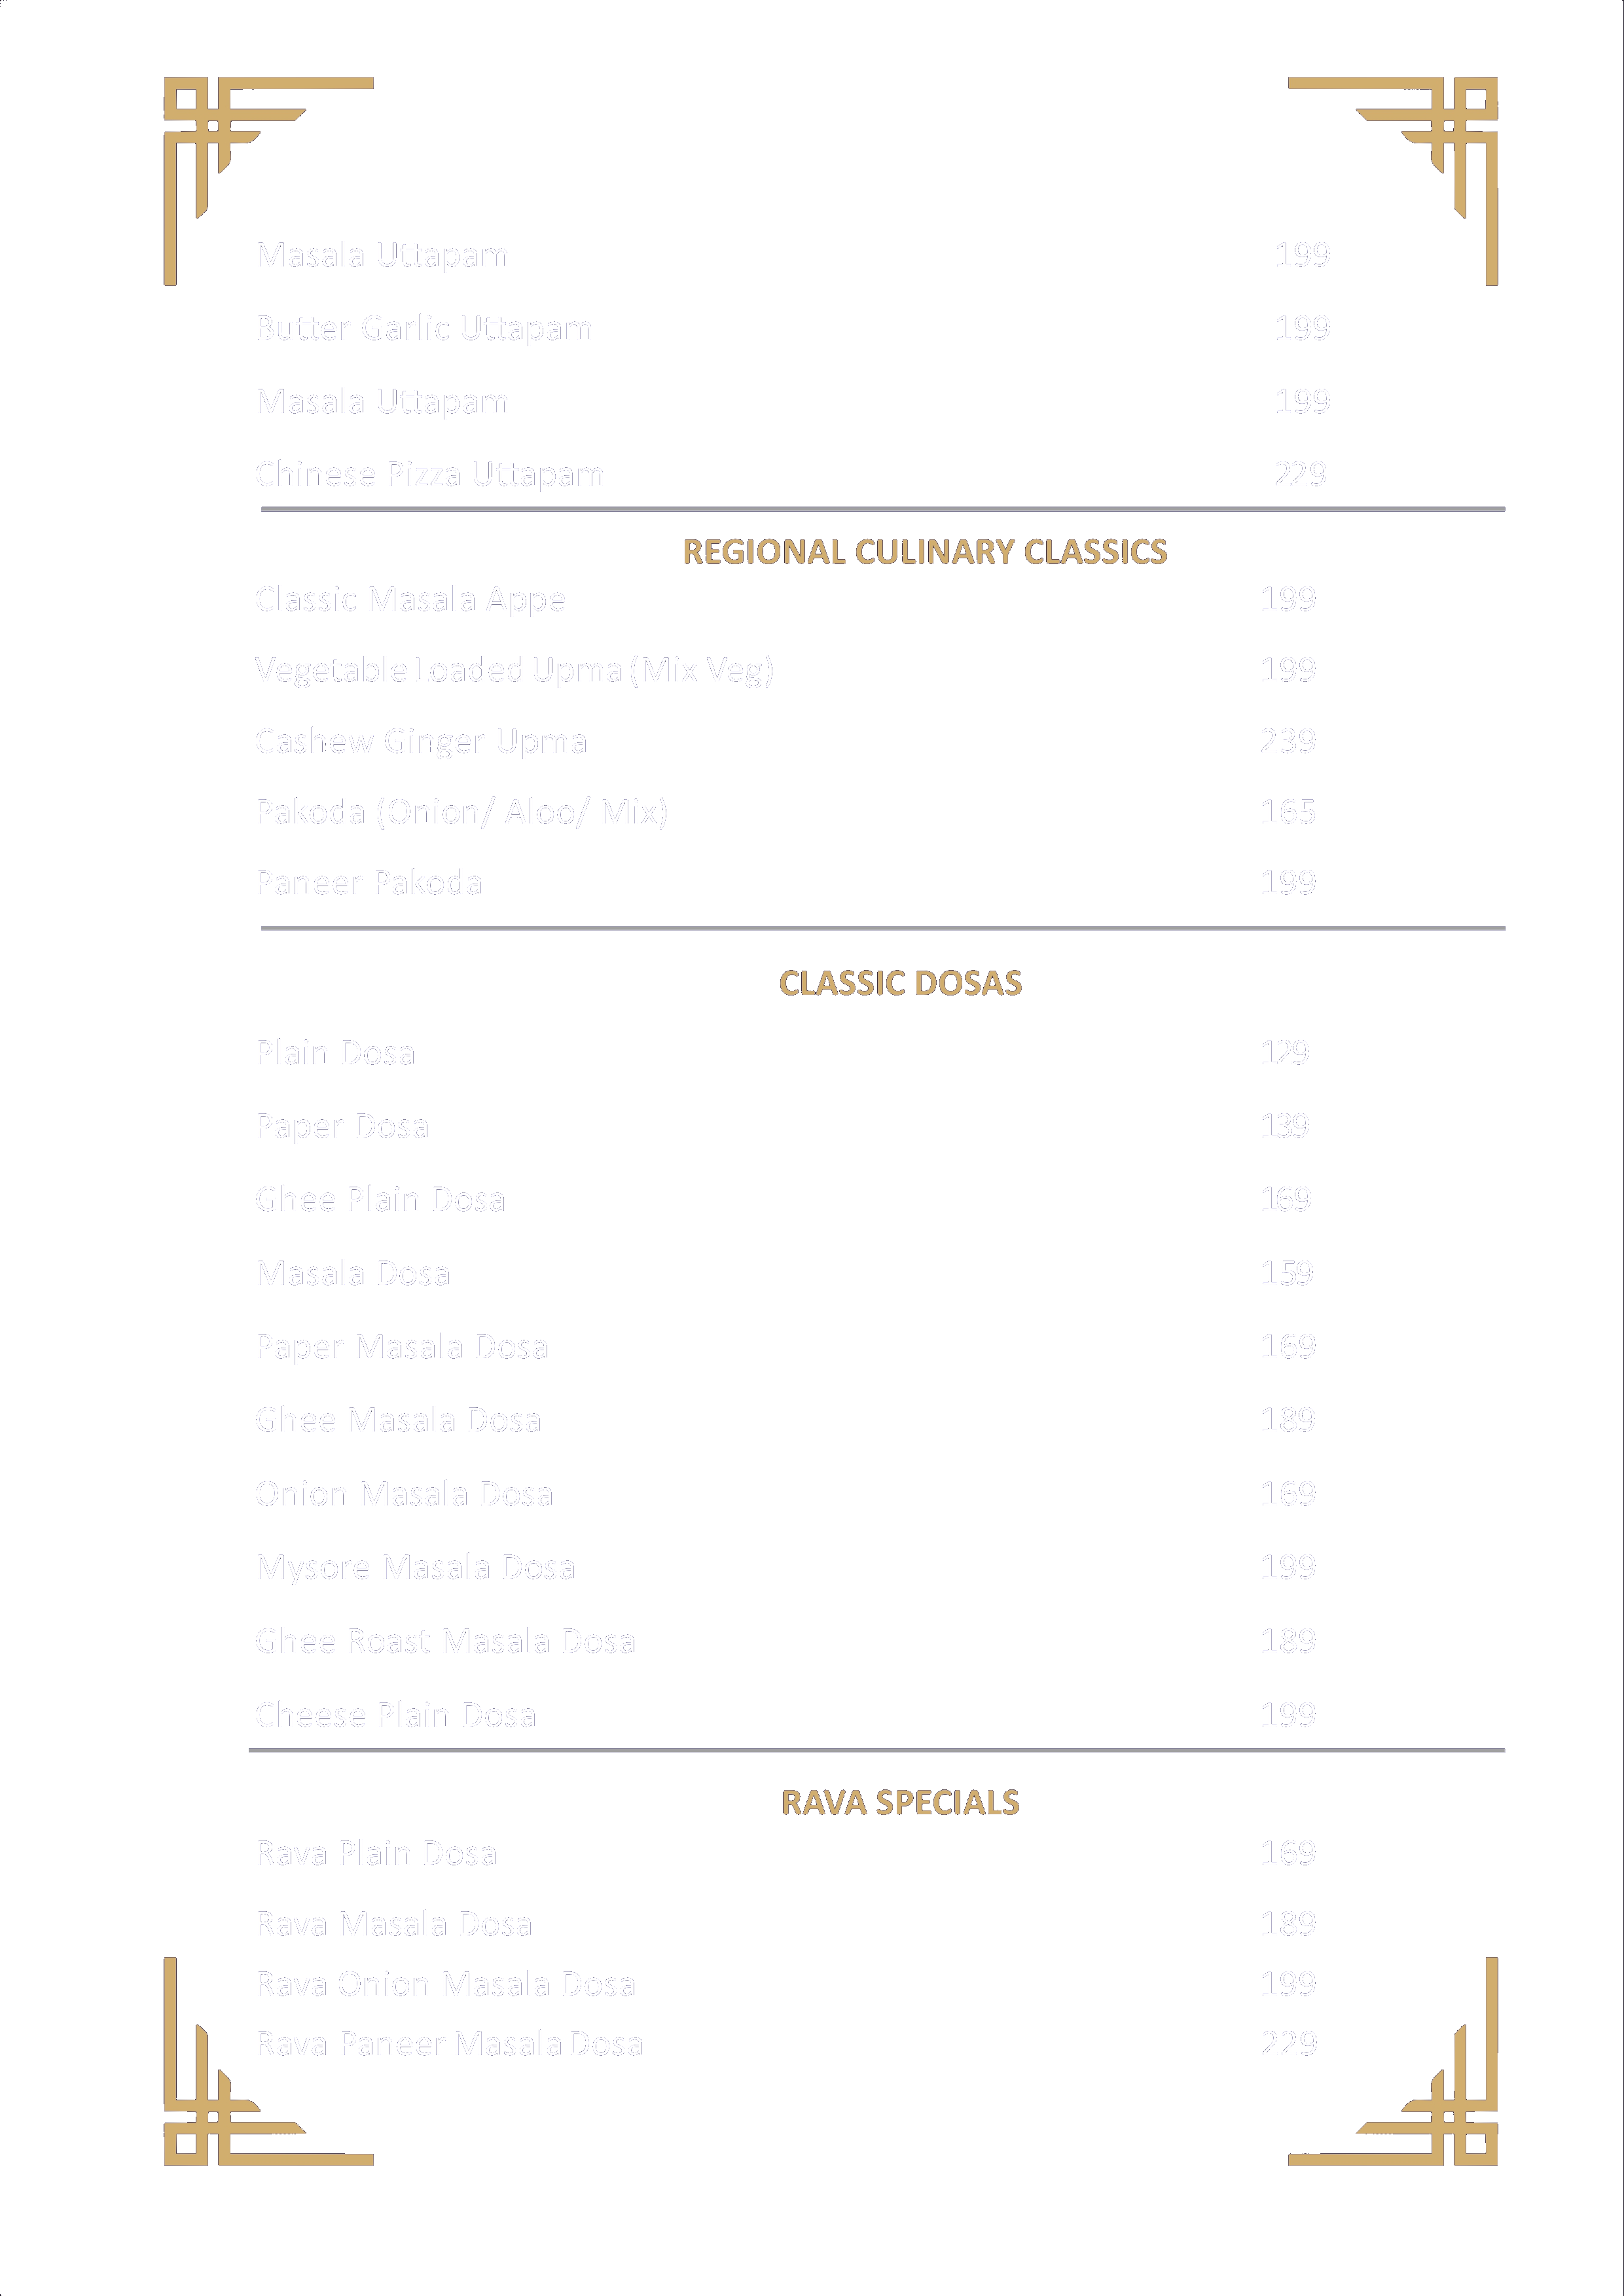 Masala Uttapam 199
Butter Garlic Uttapam 199
Masala Uttapam 199
Chinese Pizza Uttapam 229
REGIONAL CULINARY CLASSICS
Classic Masala Appe 199
Vegetable Loaded Upma (Mix Veg) 199
Cashew Ginger Upma 239
Pakoda (Onion/ Aloo/ Mix) 165
Paneer Pakoda 199
CLASSIC DOSAS
Plain Dosa 129
Paper Dosa 139
Ghee Plain Dosa 169
Masala Dosa 159
Paper Masala Dosa 169
Ghee Masala Dosa 189
Onion Masala Dosa 169
Mysore Masala Dosa 199
Ghee Roast Masala Dosa 189
Cheese Plain Dosa 199
RAVA SPECIALS
Rava Plain Dosa 169
Rava Masala Dosa 189
Rava Onion Masala Dosa 199
Rava Paneer Masala Dosa 229